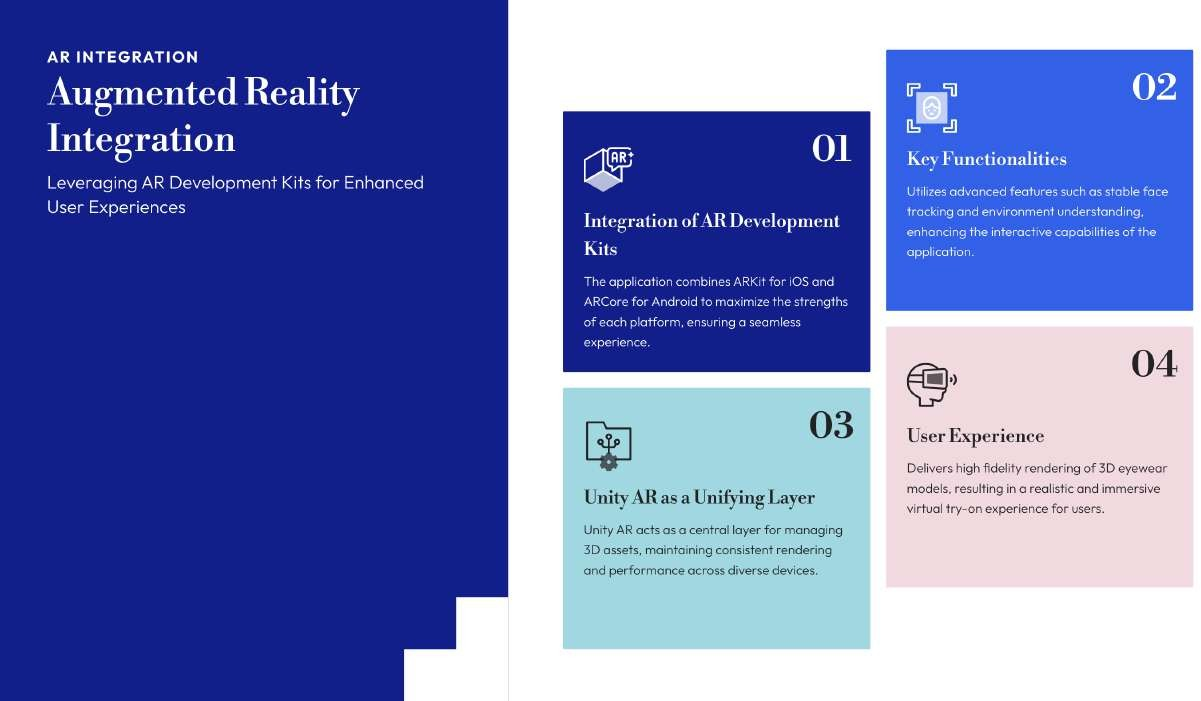 AR INTEGRATION
Augmented Reality
Integration
Leveraging AR Development Kits for Enhanced
User Experiences
AR+
01
Integration of AR Development
Kits
The application combines ARKit for iOS and
ARCore for Android to maximize the strengths
of each platform, ensuring a seamless
experience.
02
Key Functionalities
Utilizes advanced features such as stable face
tracking and environment understanding,
enhancing the interactive capabilities of the
application.
03
Unity AR as a Unifying Layer
Unity AR acts as a central layer for managing
3D assets, maintaining consistent rendering
and performance across diverse devices.
04
User Experience
Delivers high fidelity rendering of 3D eyewear
models, resulting in a realistic and immersive
virtual try-on experience for users.